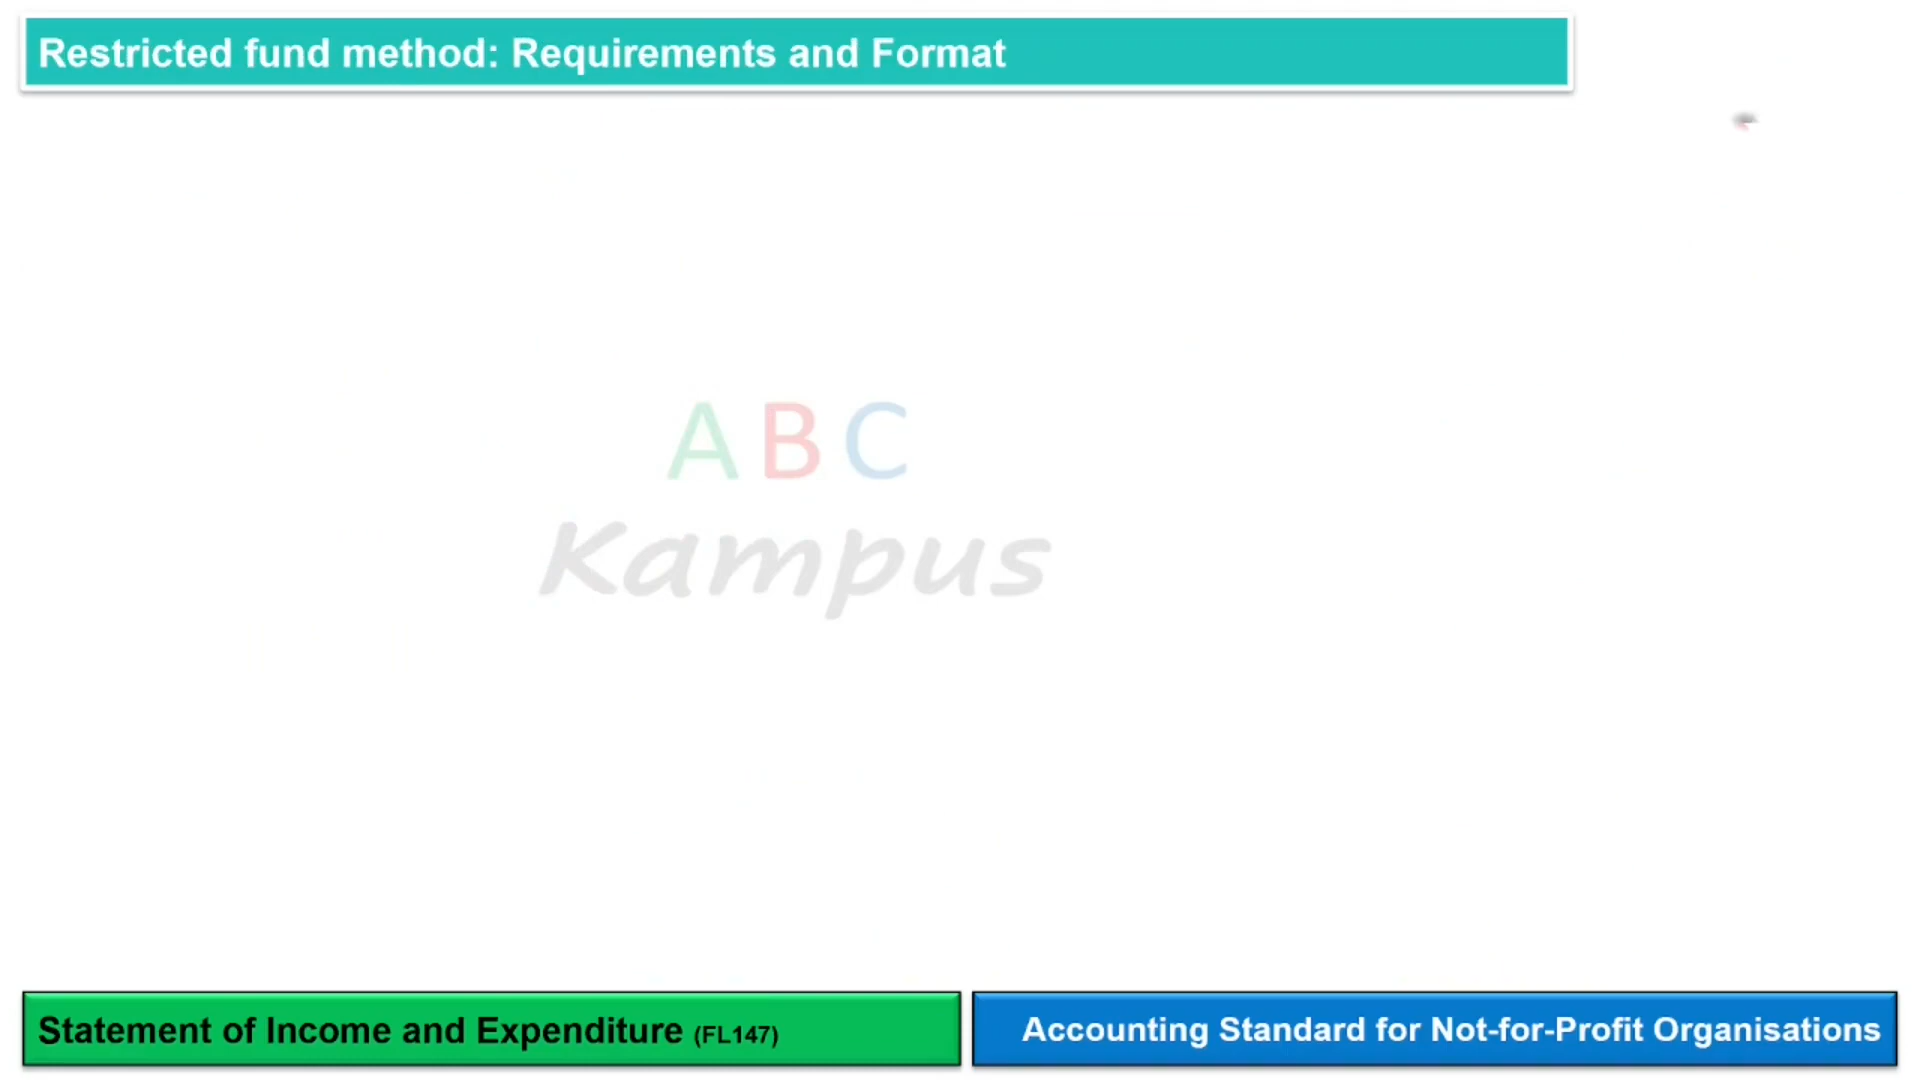 Restricted fund method: Requirements and Format
A B C
Kampus
Statement of Income and Expenditure (FL147)
Accounting Standard for Not-for-Profit Organisations